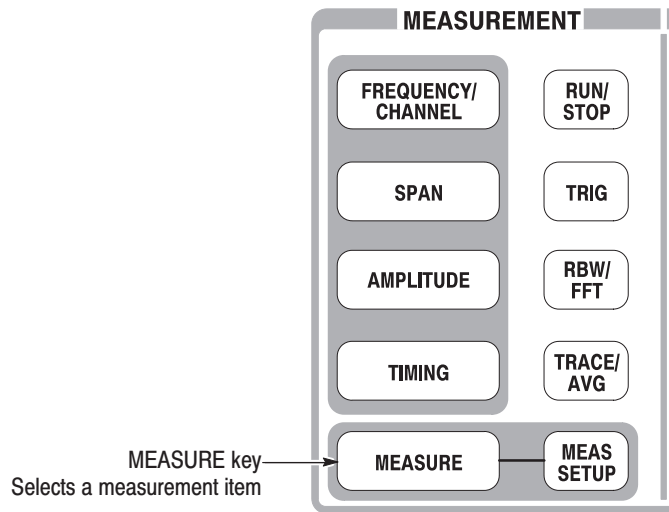 MEASUREMENT
FREQUENCY/
CHANNEL
RUN/
STOP
SPAN
TRIG
AMPLITUDE
RBW/
FFT
TIMING
TRACE/
AVG
MEASURE key
Selects a measurement item
MEASURE
MEAS
SETUP